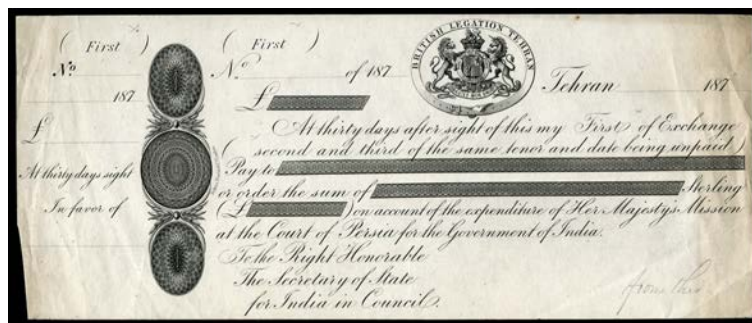 ( First )
Nº
187
£
At thirty days sight
In favor of
( First )
Nº of 187
£
BRITISH LEGATION TEHRAN
Tehran 187
At thirty days after sight of this my First of Exchange
( second and third of the same tenor and date being unpaid )
Pay to
or order the sum of Sterling
(£ ) on account of the expenditure of Her Majesty's Mission
at the Court of Persia for the Government of India.
To the Right Honorable
The Secretary of State
for India in Council.